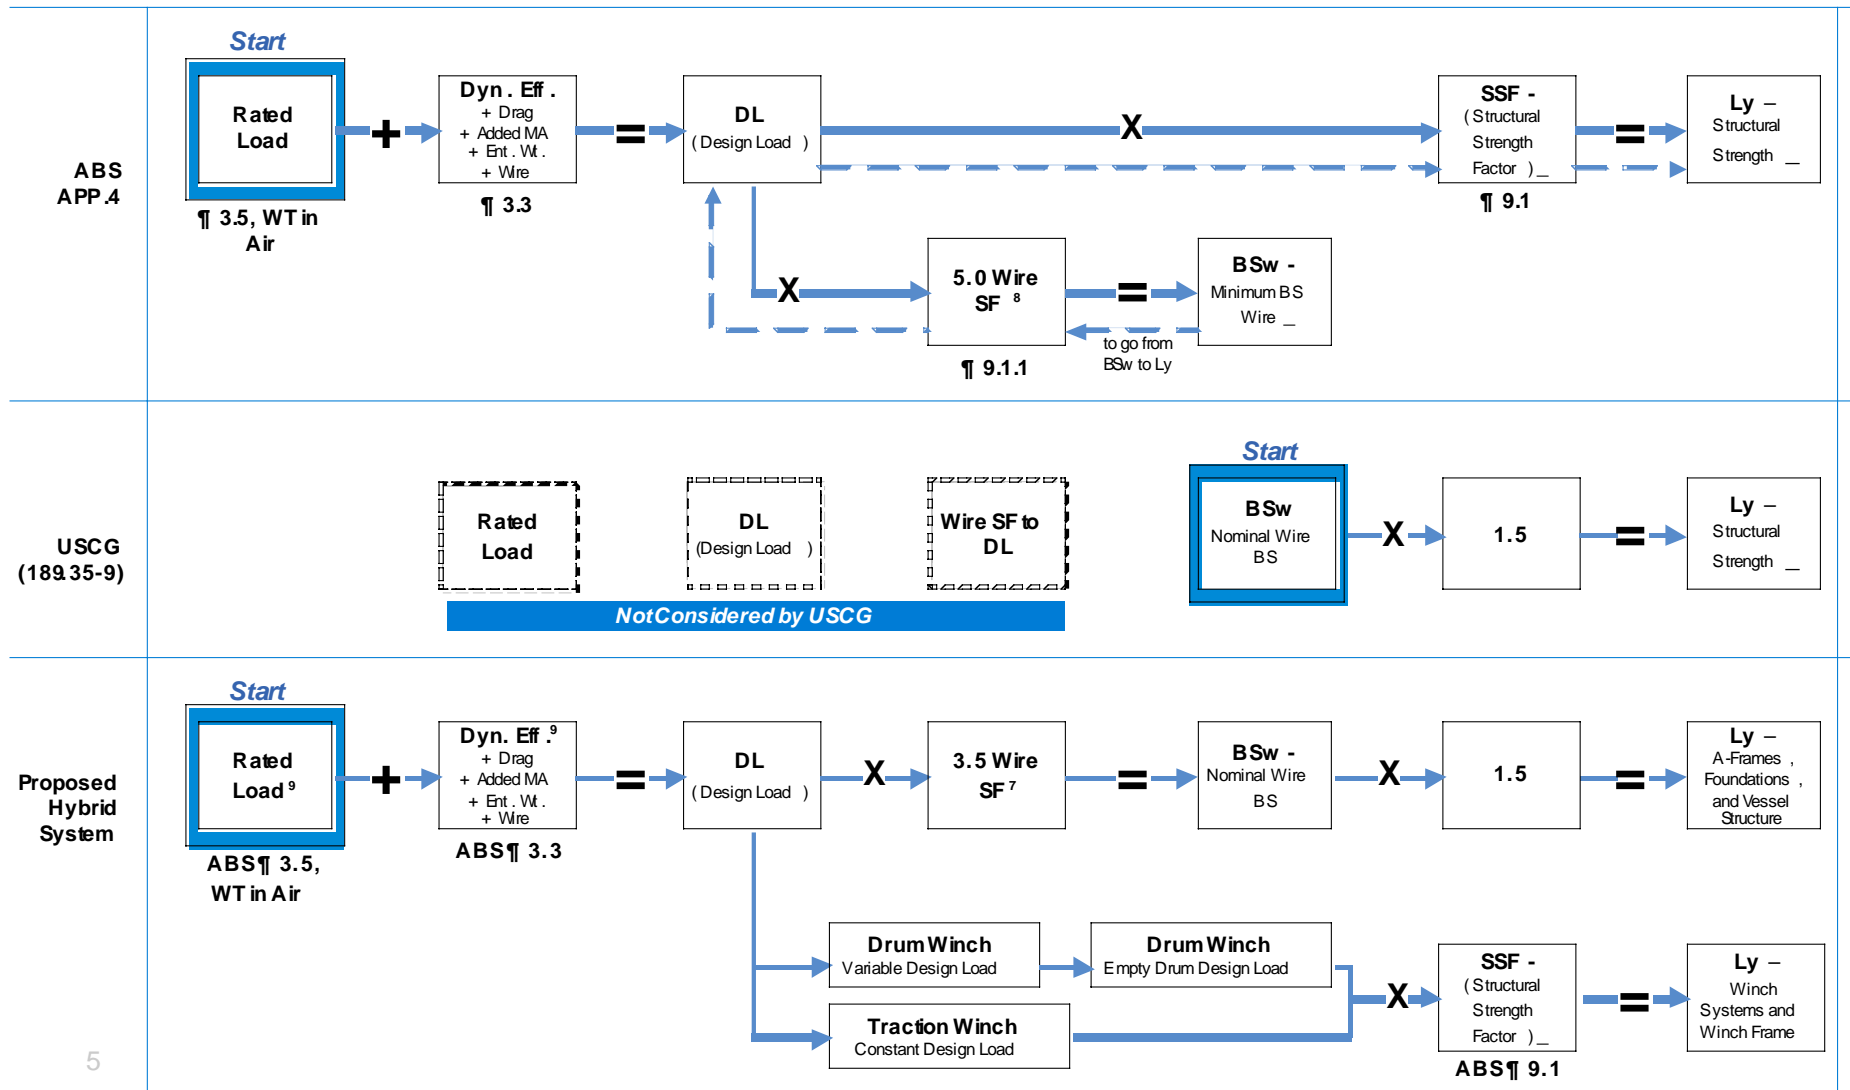 Start
Rated
Load
+
Dyn. Eff.
+ Drag
+ Added MA
+ Ent. Wt.
+ Wire
=
DL
(Design Load )
X
SSF -
(Structural
Strength
Factor )_
=
Ly –
Structural
Strength _
ABS
APP.4
¶ 3.5, WT in
Air
¶ 3.3
¶ 9.1
X
5.0 Wire
SF 8
=
BSw -
Minimum BS
Wire _
to go from
BSw to Ly
¶ 9.1.1
Start
USCG
(189.35-9)
Rated
Load
DL
(Design Load )
Wire SF to
DL
Not Considered by USCG
BSw
Nominal Wire
BS
X
1.5
=
Ly –
Structural
Strength _
Start
Proposed
Hybrid
System
Rated
Load 9
+
Dyn. Eff. 9
+ Drag
+ Added MA
+ Ent. Wt.
+ Wire
=
DL
(Design Load )
X
3.5 Wire
SF 7
=
BSw -
Nominal Wire
BS
X
1.5
=
Ly –
A-Frames ,
Foundations ,
and Vessel
Structure
ABS ¶ 3.5,
WT in Air
ABS ¶ 3.3
Drum Winch
Variable Design Load
Drum Winch
Empty Drum Design Load
Traction Winch
Constant Design Load
X
SSF -
(Structural
Strength
Factor )_
=
Ly –
Winch
Systems and
Winch Frame
ABS ¶ 9.1
5